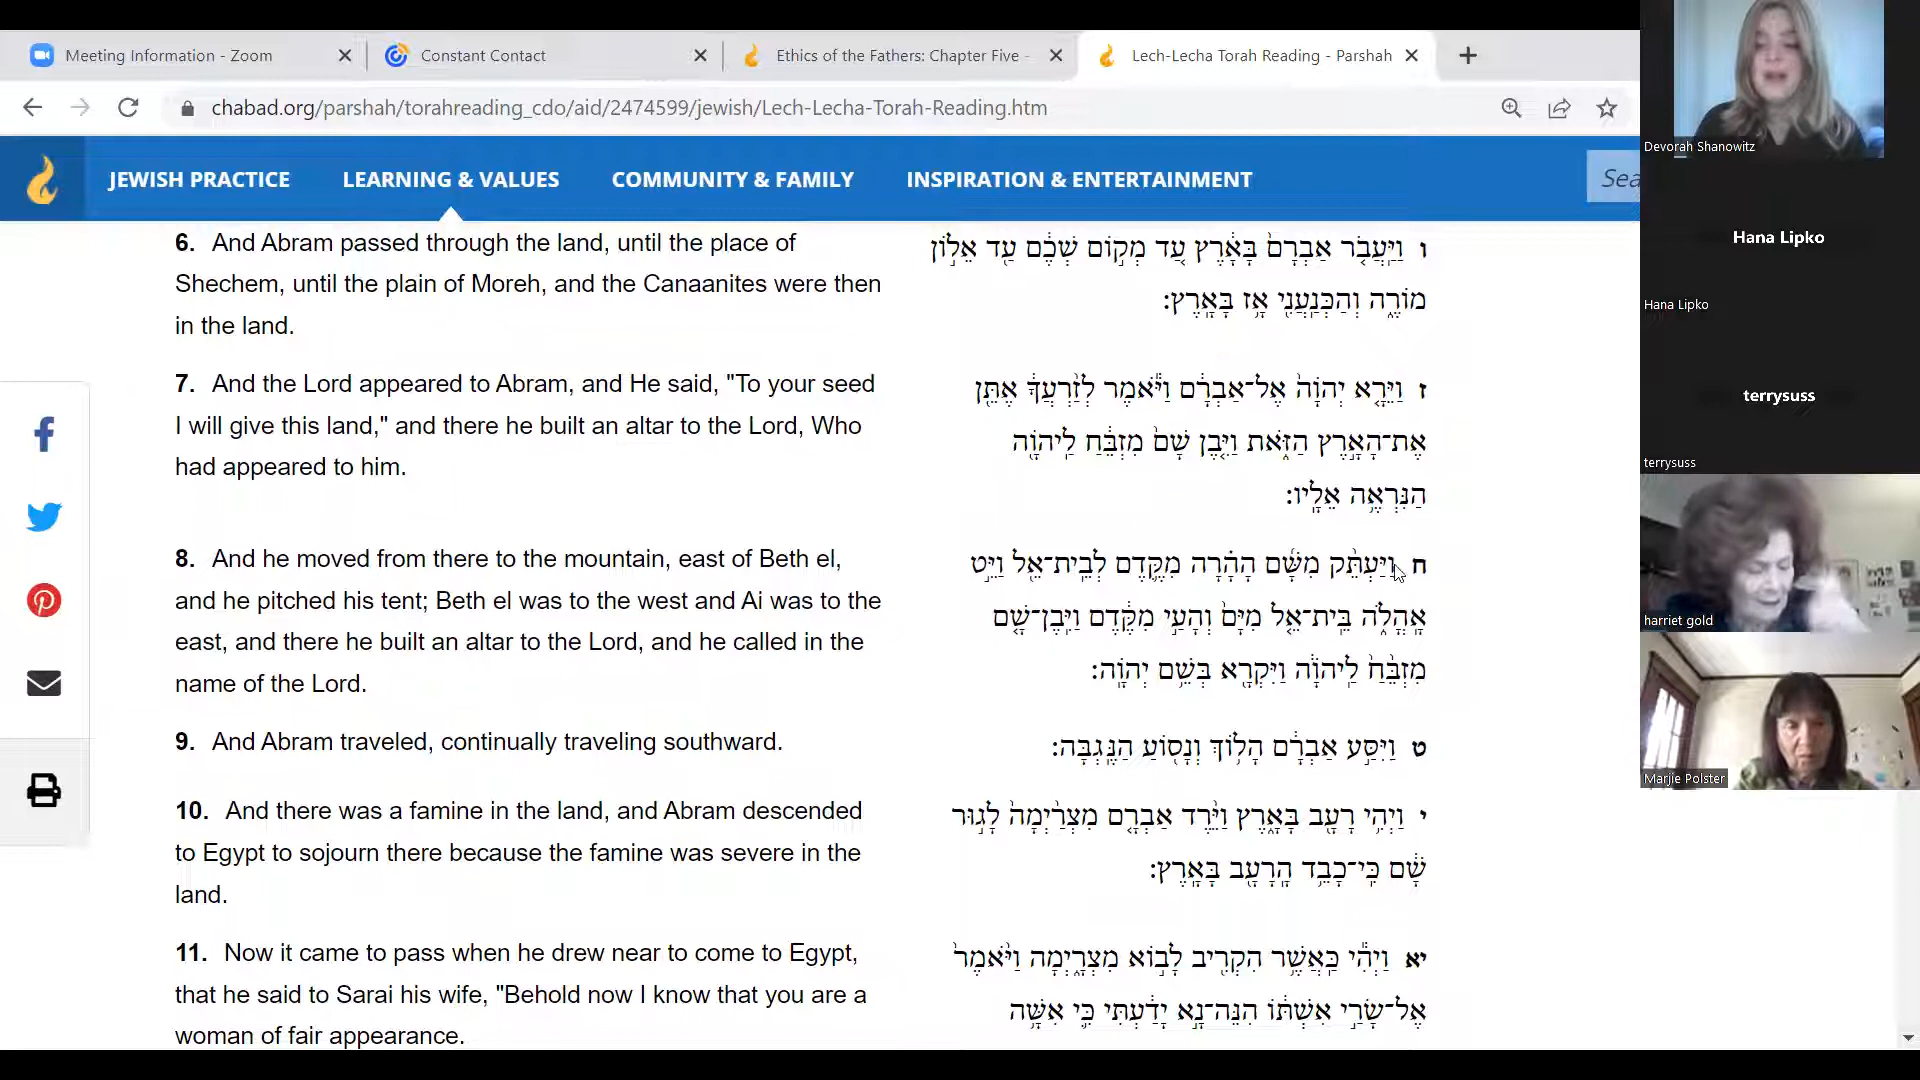 Meeting Information - Zoom
Constant Contact
Ethics of the Fathers: Chapter Five -
Lech-Lecha Torah Reading - Parshah
chabad.org/parshah/torahreading_cdo/aid/2474599/jewish/Lech-Lecha-Torah-Reading.htm
JEWISH PRACTICE
LEARNING & VALUES
COMMUNITY & FAMILY
INSPIRATION & ENTERTAINMENT
Sea
6. And Abram passed through the land, until the place of
Shechem, until the plain of Moreh, and the Canaanites were then
in the land.
ו וַיַּֽעֲבֹ֤ר אַבְרָם֙ בָּאָ֔רֶץ עַ֚ד מְק֣וֹם שְׁכֶ֔ם עַ֖ד אֵל֣וֹן
מוֹרֶ֑ה וְהַכְּנַֽעֲנִ֖י אָ֥ז בָּאָֽרֶץ:
7. And the Lord appeared to Abram, and He said, "To your seed
I will give this land," and there he built an altar to the Lord, Who
had appeared to him.
ז וַיֵּרָ֤א יְהֹוָה֙ אֶל־אַבְרָ֔ם וַיֹּ֕אמֶר לְזַ֨רְעֲךָ֔ אֶתֵּ֖ן
אֶת־הָאָ֣רֶץ הַזֹּ֑את וַיִּ֤בֶן שָׁם֙ מִזְבֵּ֔חַ לַֽיהֹוָ֖ה
הַנִּרְאֶ֥ה אֵלָֽיו:
8. And he moved from there to the mountain, east of Beth el,
and he pitched his tent; Beth el was to the west and Ai was to the
east, and there he built an altar to the Lord, and he called in the
name of the Lord.
ח וַיַּעְתֵּ֨ק מִשָּׁ֜ם הָהָ֗רָה מִקֶּ֛דֶם לְבֵֽית־אֵ֖ל וַיֵּ֣ט
אָֽהֳלֹ֑ה בֵּֽית־אֵ֤ל מִיָּם֙ וְהָעַ֣י מִקֶּ֔דֶם וַיִּֽבֶן־שָׁ֤ם
מִזְבֵּ֨חַ֙ לַֽיהֹוָ֔ה וַיִּקְרָ֖א בְּשֵׁ֥ם יְהֹוָֽה:
9. And Abram traveled, continually traveling southward.
ט וַיִּסַּ֣ע אַבְרָ֔ם הָל֥וֹךְ וְנָס֖וֹעַ הַנֶּֽגְבָּה:
10. And there was a famine in the land, and Abram descended
to Egypt to sojourn there because the famine was severe in the
land.
י וַיְהִ֥י רָעָ֖ב בָּאָ֑רֶץ וַיֵּ֨רֶד אַבְרָ֤ם מִצְרַ֨יְמָה֙ לָג֣וּר
שָׁ֔ם כִּֽי־כָבֵ֥ד הָֽרָעָ֖ב בָּאָֽרֶץ:
11. Now it came to pass when he drew near to come to Egypt,
that he said to Sarai his wife, "Behold now I know that you are a
woman of fair appearance.
יא וַיְהִ֕י כַּֽאֲשֶׁ֥ר הִקְרִ֖יב לָב֣וֹא מִצְרָ֑יְמָה וַיֹּ֨אמֶר֙
אֶל־שָׂרַ֣י אִשְׁתּ֔וֹ הִנֵּה־נָ֣א יָדַ֔עְתִּי כִּ֛י אִשָּׁ֥ה
Devorah Shanowitz
Hana Lipko
Hana Lipko
terrysuss
terrysuss
harriet gold
Marjie Polster